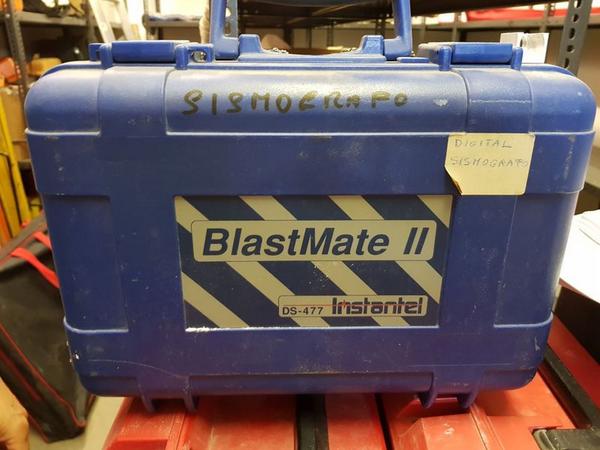 SISMOGRAFO
DIGITAL
SISMOGRAFO
BlastMate II
DS-477 Instantel